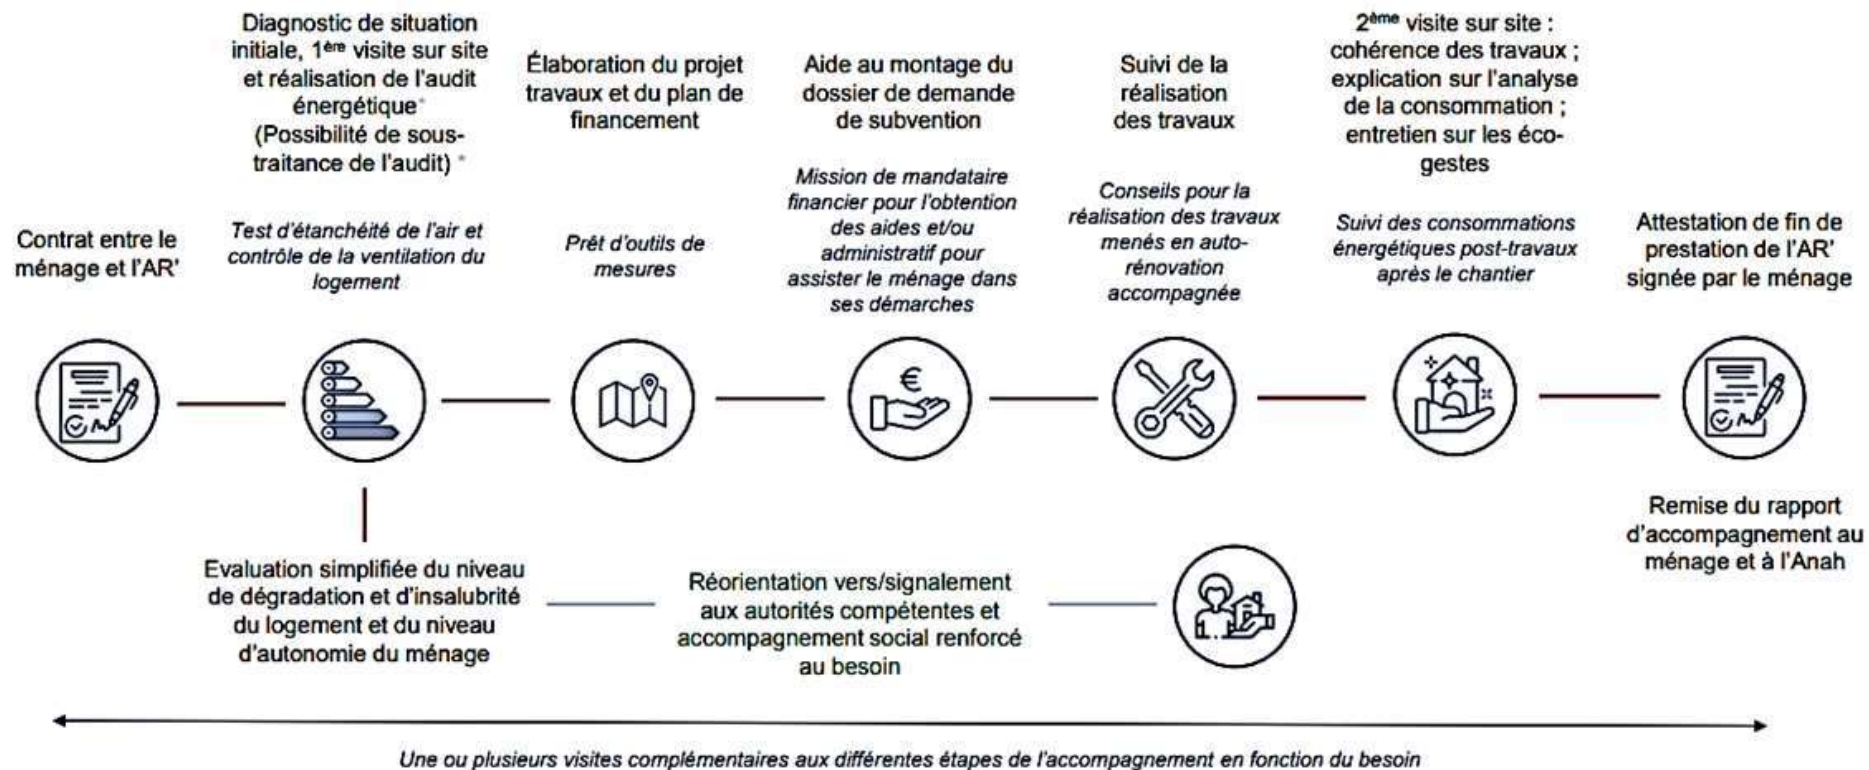 Diagnostic de situation
initiale, 1ère visite sur site
et réalisation de l'audit
énergétique*
(Possibilité de sous-
traitance de l'audit) *
Élaboration du projet
travaux et du plan de
financement
Aide au montage du
dossier de demande
de subvention
Suivi de la
réalisation
des travaux
2ème visite sur site :
cohérence des travaux ;
explication sur l'analyse
de la consommation ;
entretien sur les éco-
gestes
Contrat entre le
ménage et l'AR'
Test d'étanchéité de l'air et
contrôle de la ventilation du
logement
Prêt d'outils de
mesures
Mission de mandataire
financier pour l'obtention
des aides et/ou
administratif pour
assister le ménage dans
ses démarches
Conseils pour la
réalisation des travaux
menés en auto-
rénovation
accompagnée
Suivi des consommations
énergétiques post-travaux
après le chantier
Attestation de fin de
prestation de l'AR'
signée par le ménage
€
Remise du rapport
d'accompagnement au
ménage et à l'Anah
Evaluation simplifiée du niveau
de dégradation et d'insalubrité
du logement et du niveau
d'autonomie du ménage
Réorientation vers/signalement
aux autorités compétentes et
accompagnement social renforcé
au besoin
Une ou plusieurs visites complémentaires aux différentes étapes de l'accompagnement en fonction du besoin